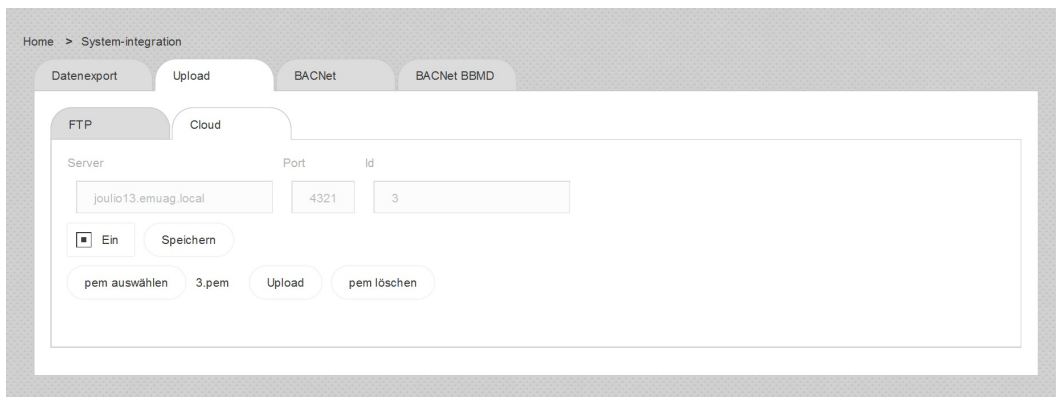 Home > System-integration
Datenexport Upload BACNet BACNet BBMD
FTP Cloud
Server Port Id
joulio13.emuag.local 4321 3
Ein Speichern
pem auswählen 3.pem Upload pem löschen